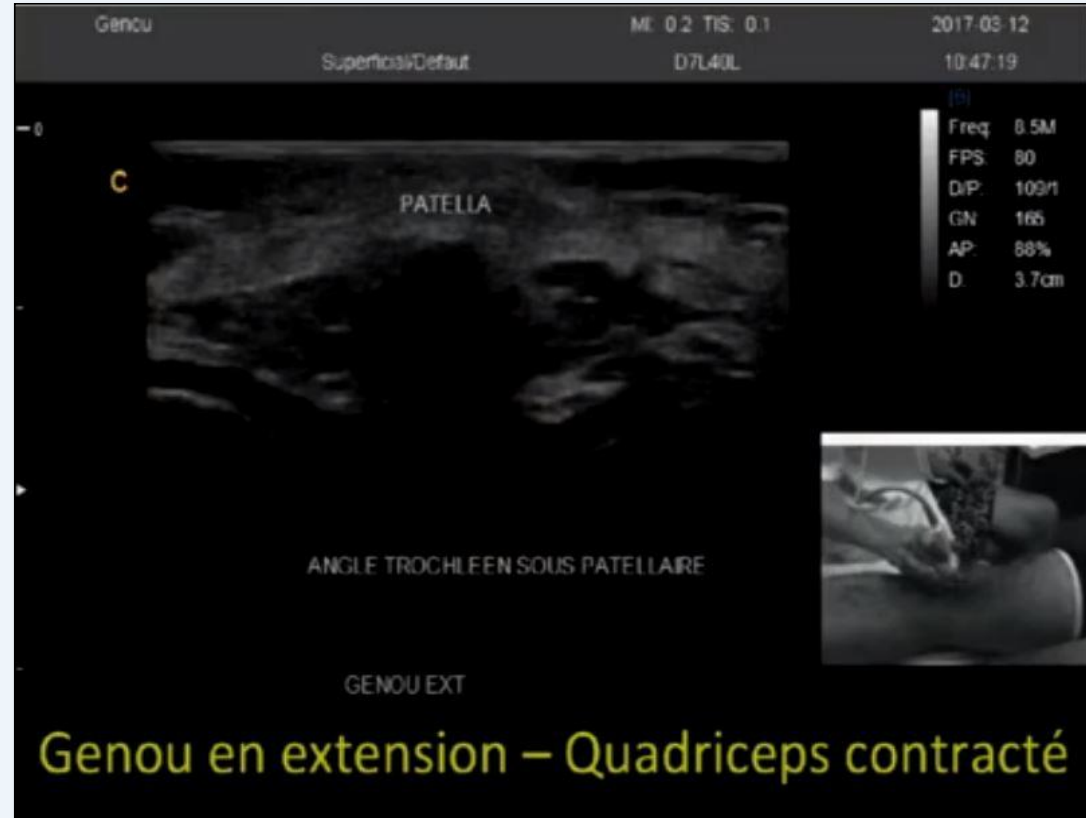 Genou MI: 0.2 TIS: 0.1 2017-03-12
Superficial/Defaut D7L40L 10:47:19
[B]
0
Freq: 8.5M
FPS: 80
C
D/P: 109/1
PATELLA
GN: 165
AP: 88%
D: 3.7cm
ANGLE TROCHLEEN SOUS PATELLAIRE
GENOU EXT
Genou en extension – Quadriceps contracté